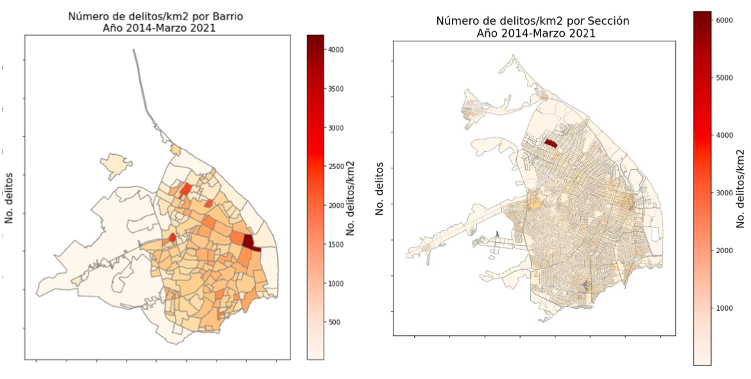 Número de delitos/km2 por Barrio
Año 2014-Marzo 2021
No. delitos
4000
3500
3000
2500
2000
1500
1000
500
No. delitos/km2
Número de delitos/km2 por Sección
Año 2014-Marzo 2021
No. delitos
6000
5000
4000
3000
2000
1000
No. delitos/km2